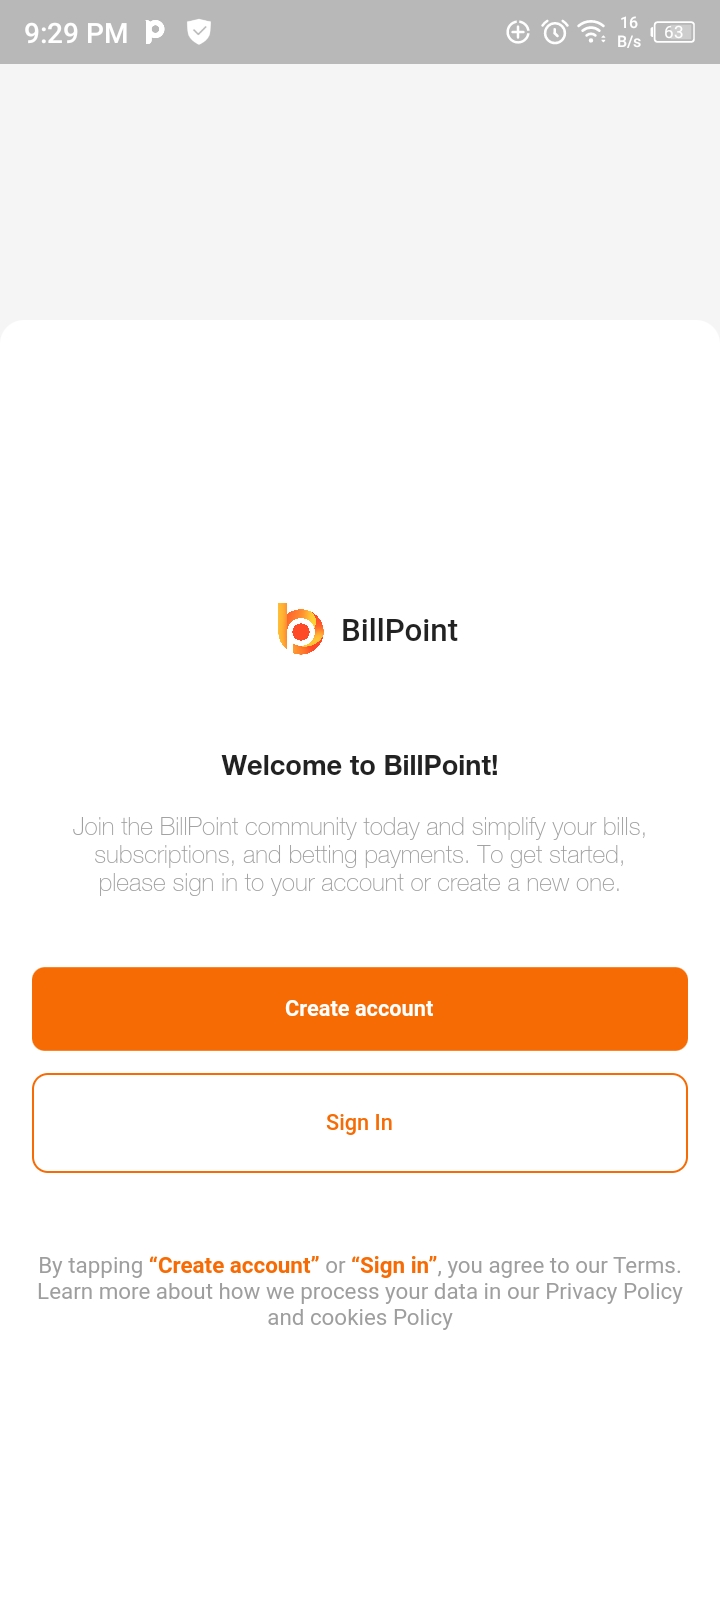 9:29 PM
16
B/s
63
BillPoint
Welcome to BillPoint!
Join the BillPoint community today and simplify your bills,
subscriptions, and betting payments. To get started,
please sign in to your account or create a new one.
Create account
Sign In
By tapping “Create account” or “Sign in”, you agree to our Terms.
Learn more about how we process your data in our Privacy Policy
and cookies Policy